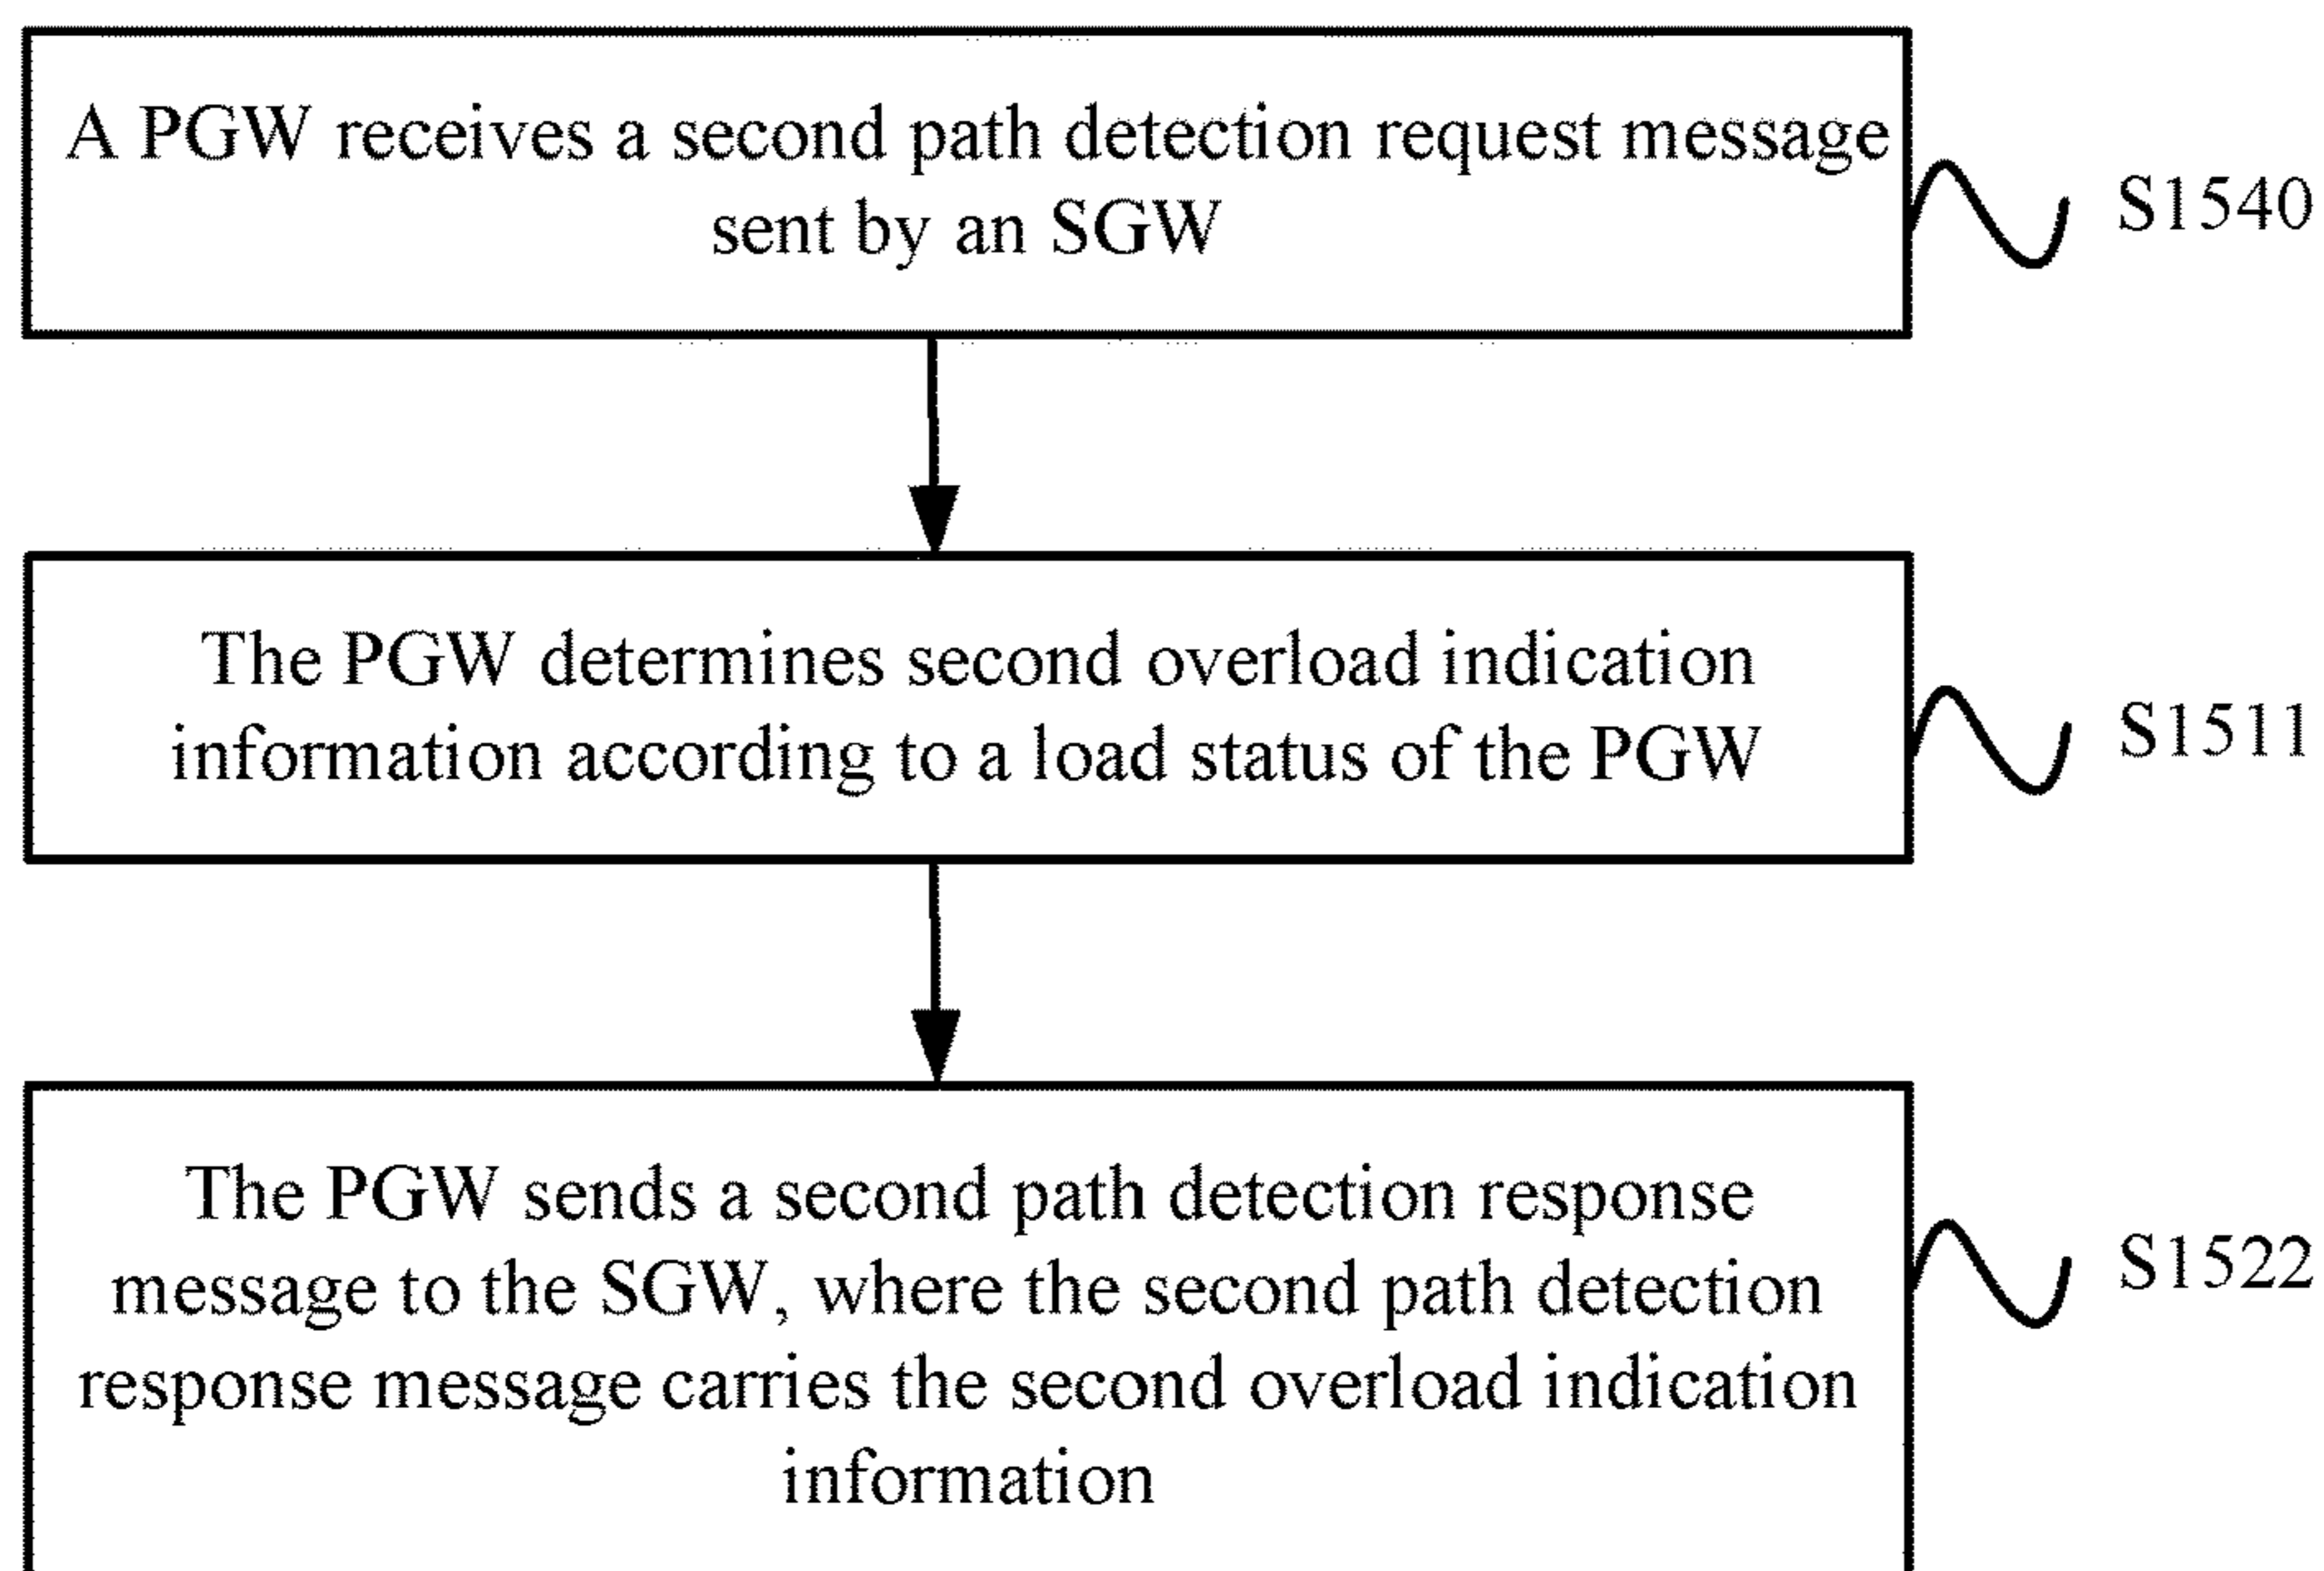 A PGW receives a second path detection request message
sent by an SGW
S1540
The PGW determines second overload indication
information according to a load status of the PGW
S1511
The PGW sends a second path detection response
message to the SGW, where the second path detection
response message carries the second overload indication
information
S1522